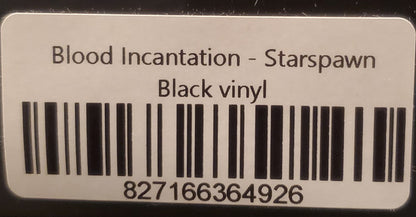 Blood Incantation - Starspawn
Black vinyl
827166364926